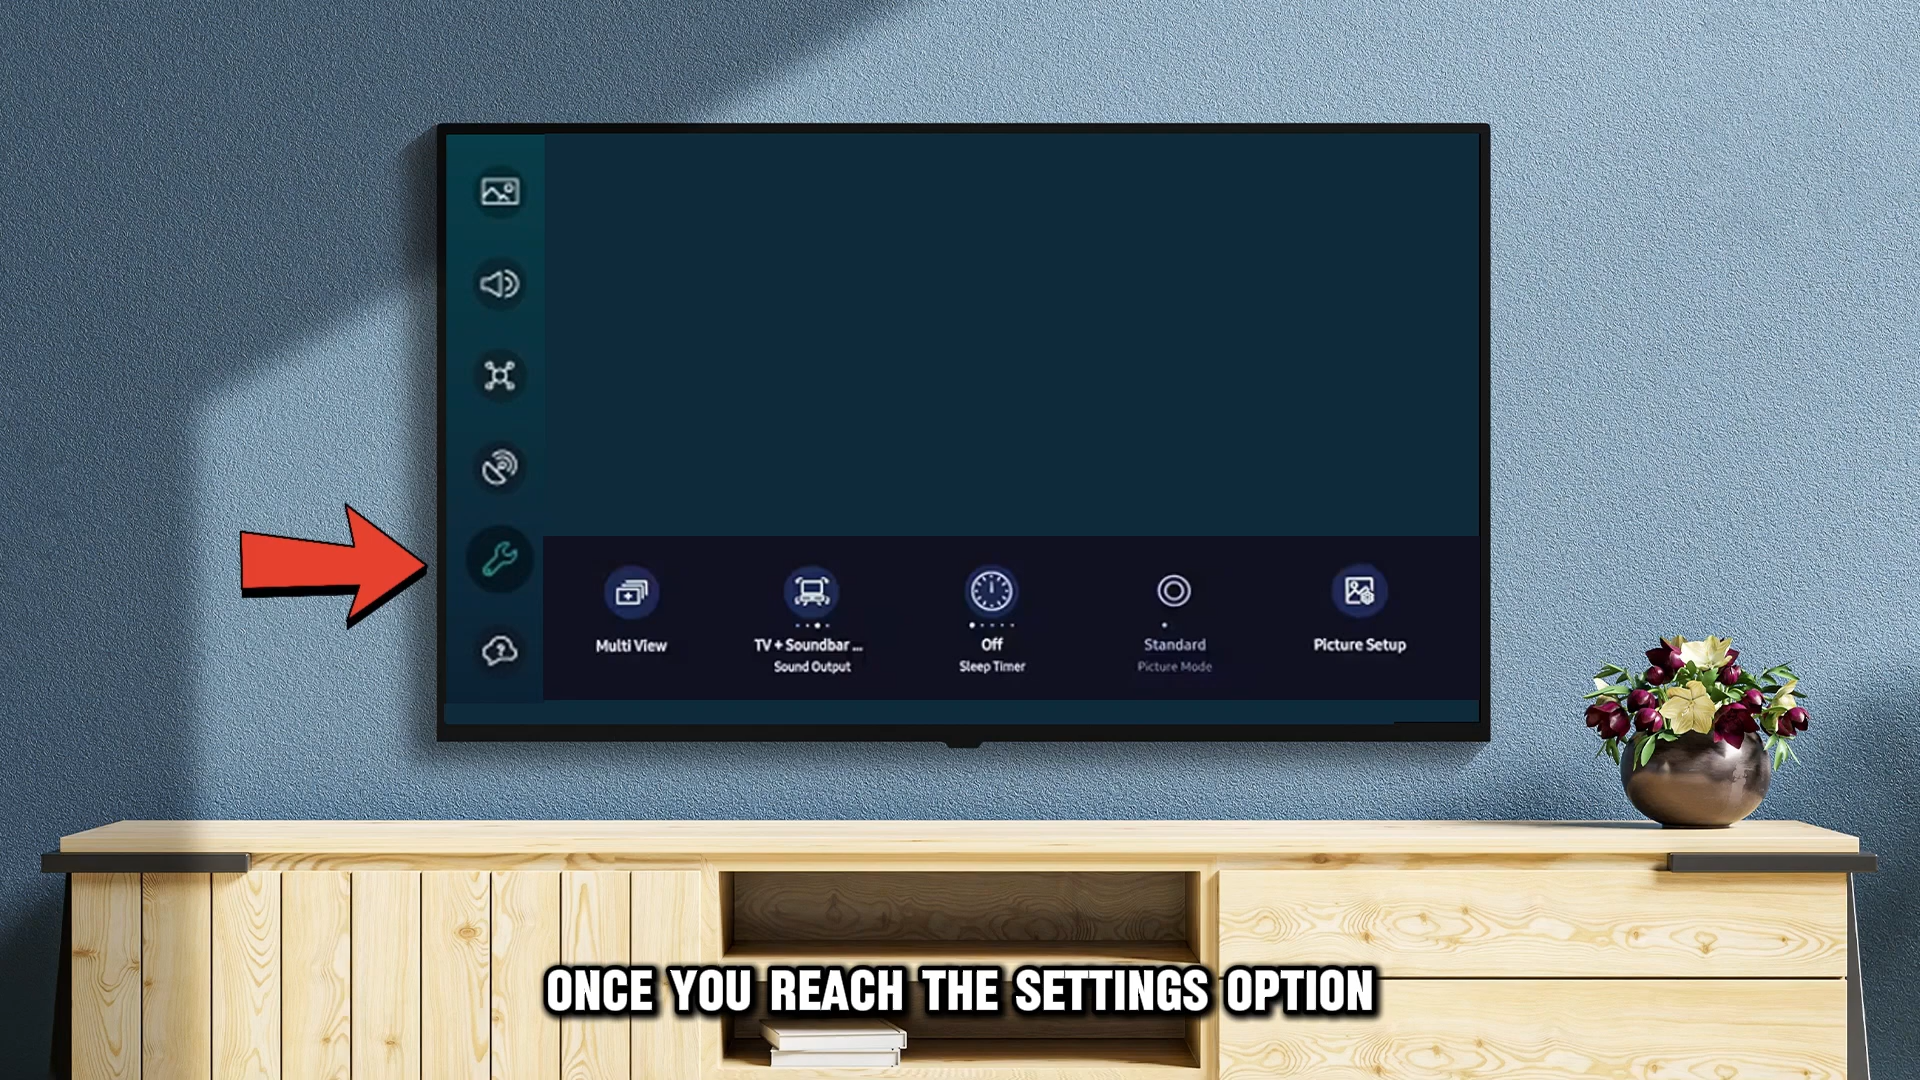 Multi View
TV + Soundbar ...
Sound Output
Off
Sleep Timer
Standard
Picture Mode
Picture Setup
ONCE YOU REACH THE SETTINGS OPTION